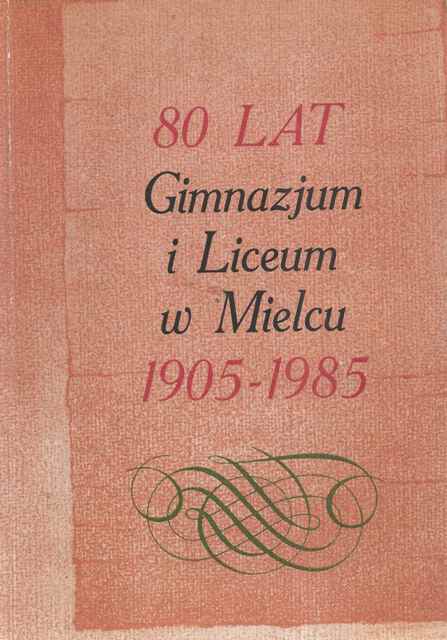 80 LAT
Gimnazjum
i Liceum
w Mielcu
1905-1985